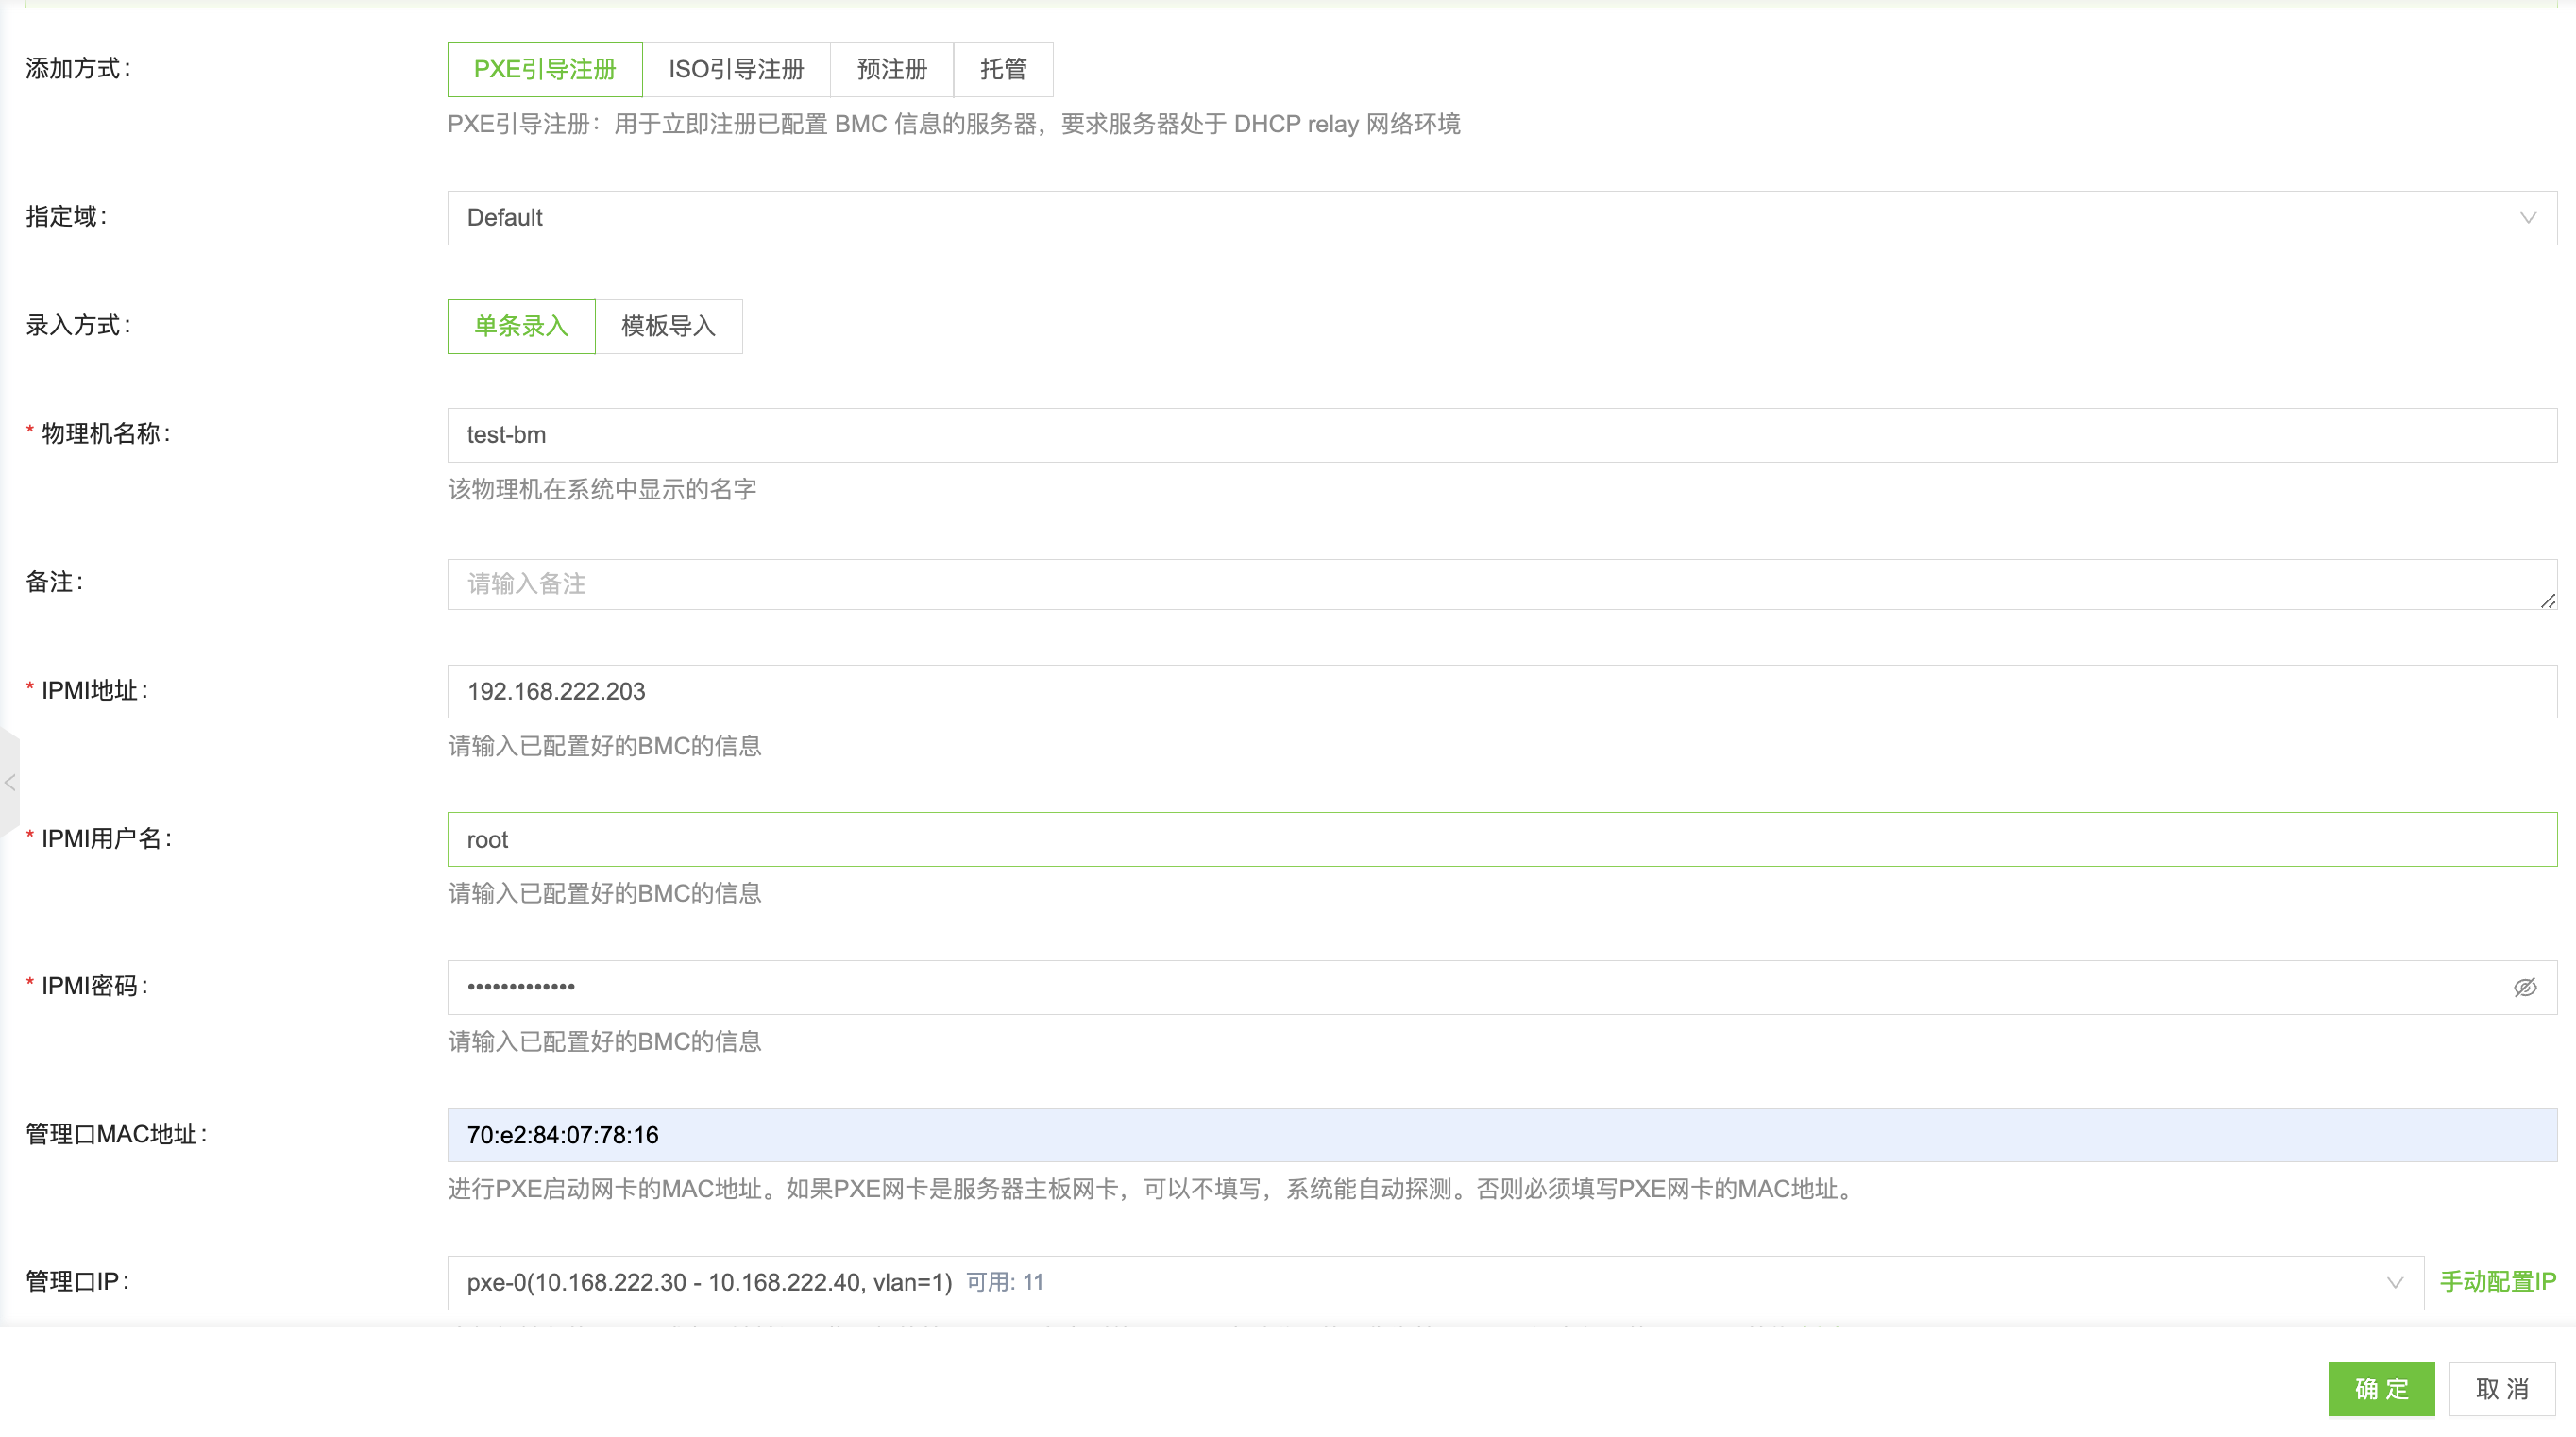 添加方式:
PXE引导注册 ISO引导注册 预注册 托管
PXE引导注册：用于立即注册已配置 BMC 信息的服务器，要求服务器处于 DHCP relay 网络环境
指定域:
Default
录入方式:
单条录入 模板导入
* 物理机名称:
test-bm
该物理机在系统中显示的名字
备注:
请输入备注
* IPMI地址:
192.168.222.203
请输入已配置好的BMC的信息
* IPMI用户名:
root
请输入已配置好的BMC的信息
* IPMI密码:
•••••••••••••
请输入已配置好的BMC的信息
管理口MAC地址:
70:e2:84:07:78:16
进行PXE启动网卡的MAC地址。如果PXE网卡是服务器主板网卡，可以不填写，系统能自动探测。否则必须填写PXE网卡的MAC地址。
管理口IP:
pxe-0(10.168.222.30 - 10.168.222.40, vlan=1) 可用: 11
手动配置IP
确 定 取 消